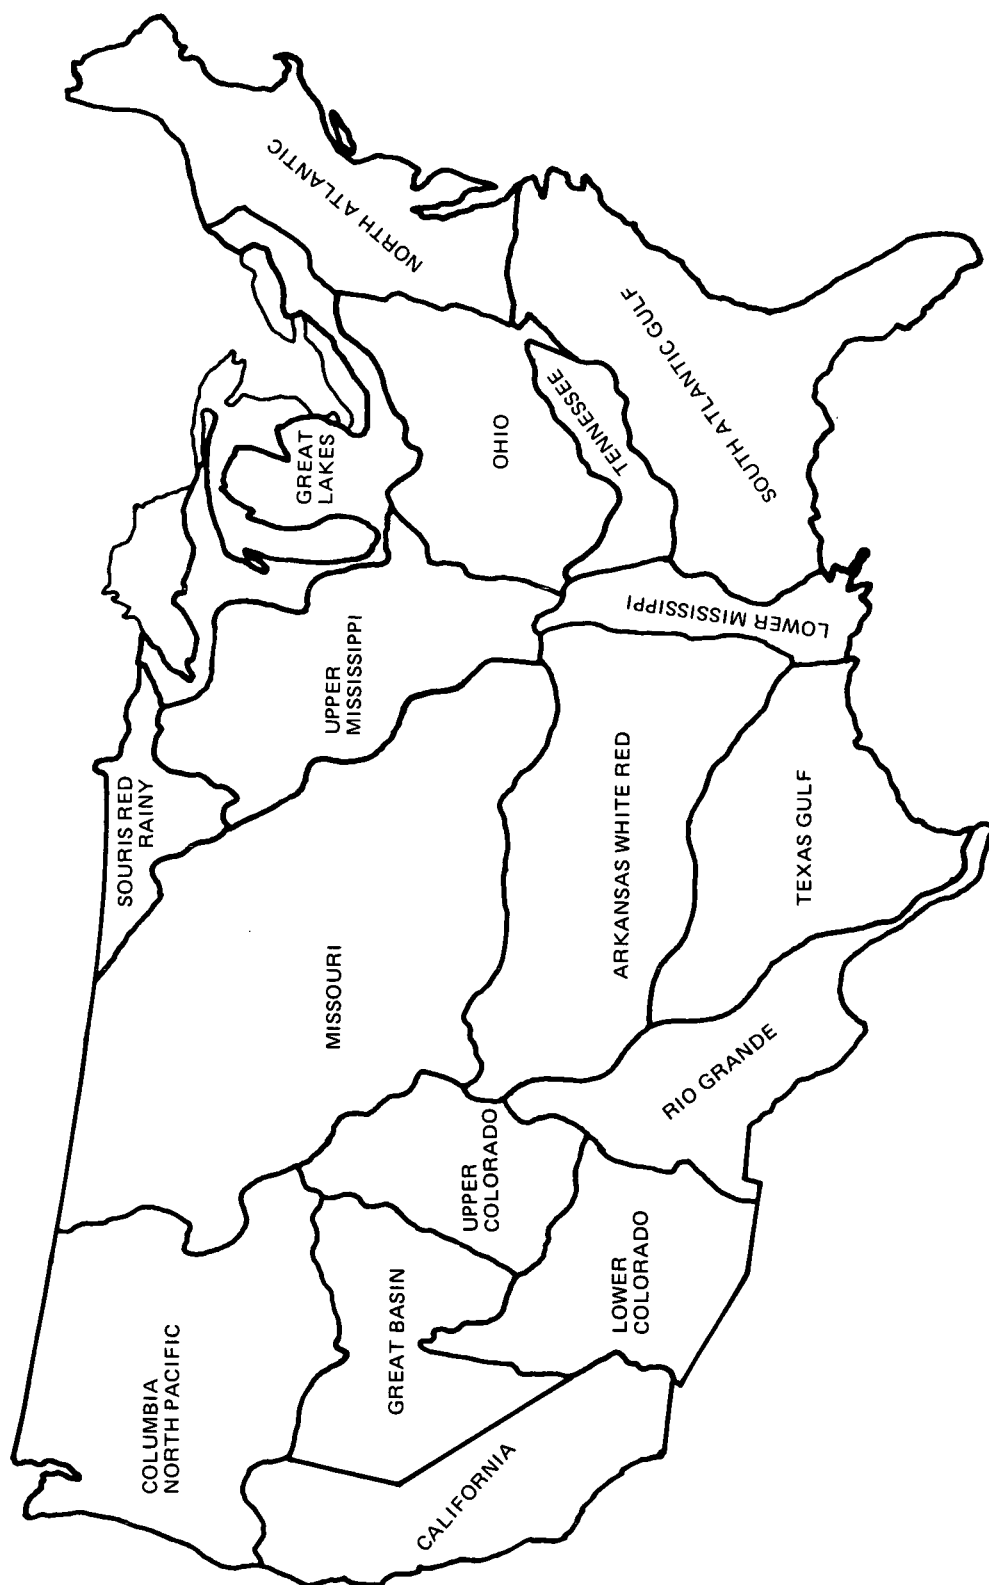 COLUMBIA
NORTH PACIFIC
MISSOURI
SOURIS RED
RAINY
UPPER
MISSISSIPPI
GREAT
LAKES
NORTH ATLANTIC
CALIFORNIA
GREAT BASIN
UPPER
COLORADO
OHIO
TENNESSEE
LOWER
COLORADO
RIO GRANDE
ARKANSAS WHITE RED
LOWER MISSISSIPPI
SOUTH ATLANTIC GULF
TEXAS GULF